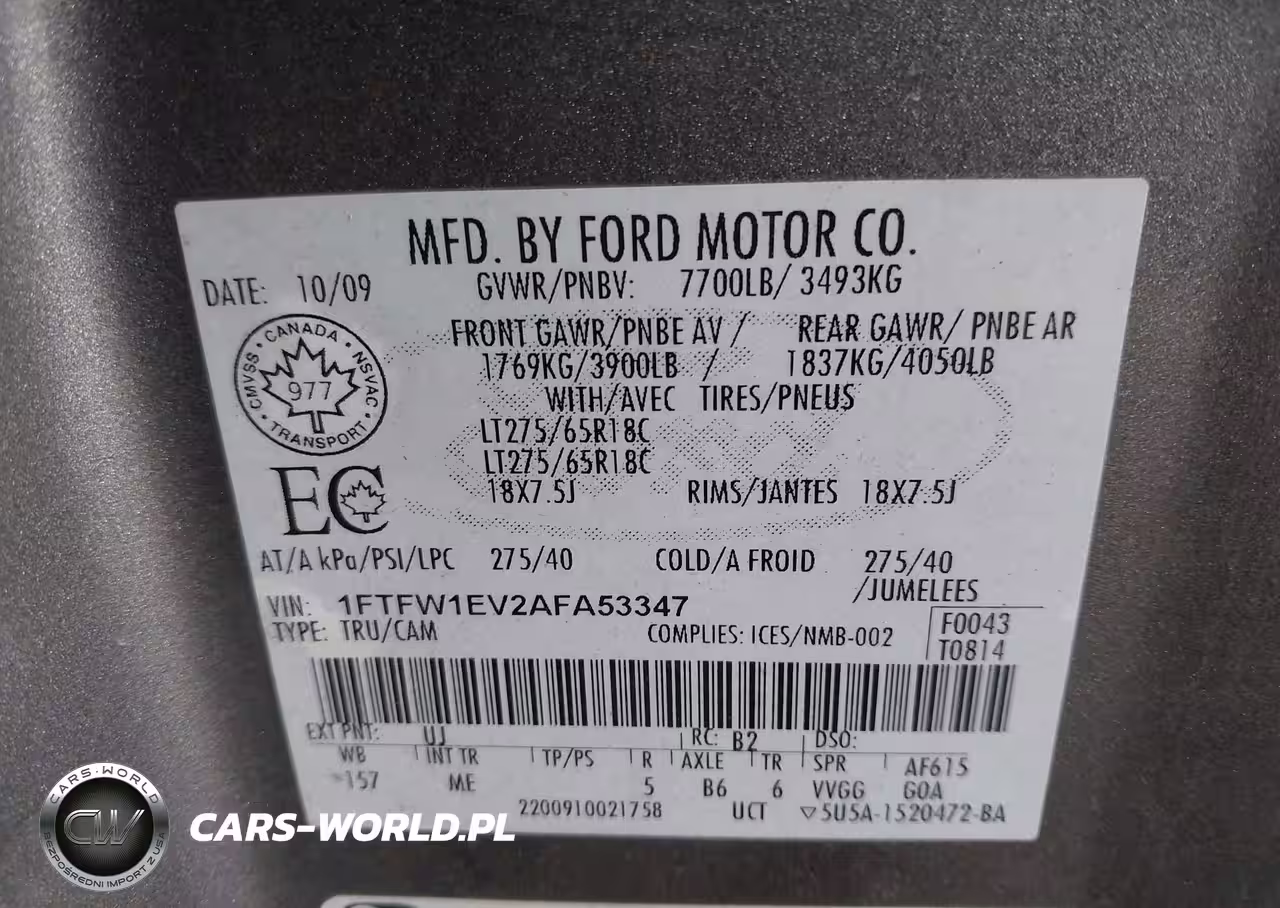 MFD. BY FORD MOTOR CO.
DATE: 10/09 GVWR/PNBV: 7700LB/ 3493KG
FRONT GAWR/PNBE AV / REAR GAWR/ PNBE AR
1769KG/3900LB / 1837KG/4050LB
WITH/AVEC TIRES/PNEUS
LT275/65R18C
LT275/65R18C
18X7.5J RIMS/JANTES 18X7.5J
CANADA · NSVAC · TRANSPORT · CMVSS
977
EC
AT/A kPa/PSI/LPC 275/40 COLD/A FROID 275/40
/JUMELEES
VIN: 1FTFW1EV2AFA53347
TYPE: TRU/CAM COMPLIES: ICES/NMB-002
F0043
T0814
EXT PNT: UJ RC: B2 DSO:
WB INT TR TP/PS R AXLE TR SPR AF615
157 ME 5 B6 6 VVGG GOA
2200910021758 UCT ▽5U5A-1520472-BA
CARS-WORLD
CW
BEZPOŚREDNI IMPORT Z USA
CARS-WORLD.PL